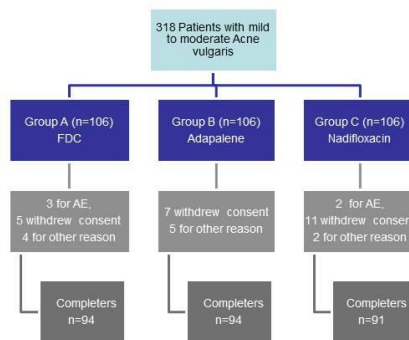 318 Patients with mild
to moderate Acne
vulgaris
Group A (n=106)
FDC
Group B (n=106)
Adapalene
Group C (n=106)
Nadifloxacin
3 for AE,
5 withdrew consent
4 for other reason
7 withdrew consent
5 for other reason
2 for AE,
11 withdrew consent
2 for other reason
Completers
n=94
Completers
n=94
Completers
n=91